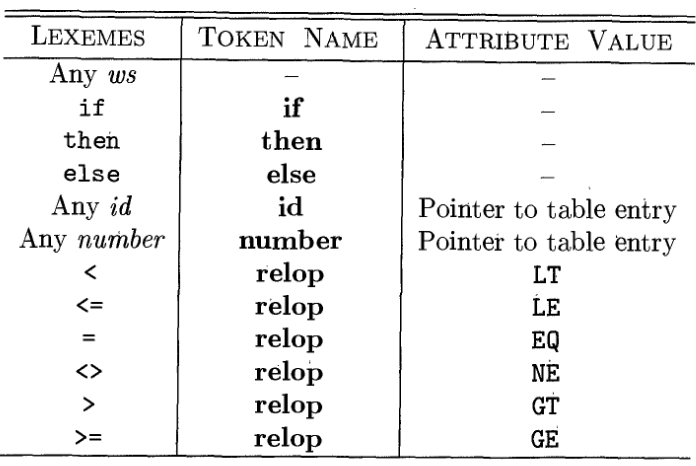 LEXEMES TOKEN NAME ATTRIBUTE VALUE
Any ws – –
if if –
then then –
else else –
Any id id Pointer to table entry
Any number number Pointer to table entry
< relop LT
<= relop LE
= relop EQ
<> relop NE
> relop GT
>= relop GE